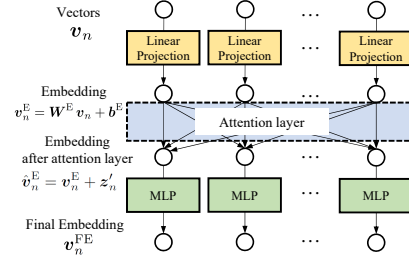 Vectors
v_n
Linear Projection
Linear Projection
...
Linear Projection
Embedding
v_n^E = W^E v_n + b^E
...
Attention layer
Embedding
after attention layer
v̂_n^E = v_n^E + z′_n
...
MLP
MLP
...
MLP
Final Embedding
v_n^FE
...